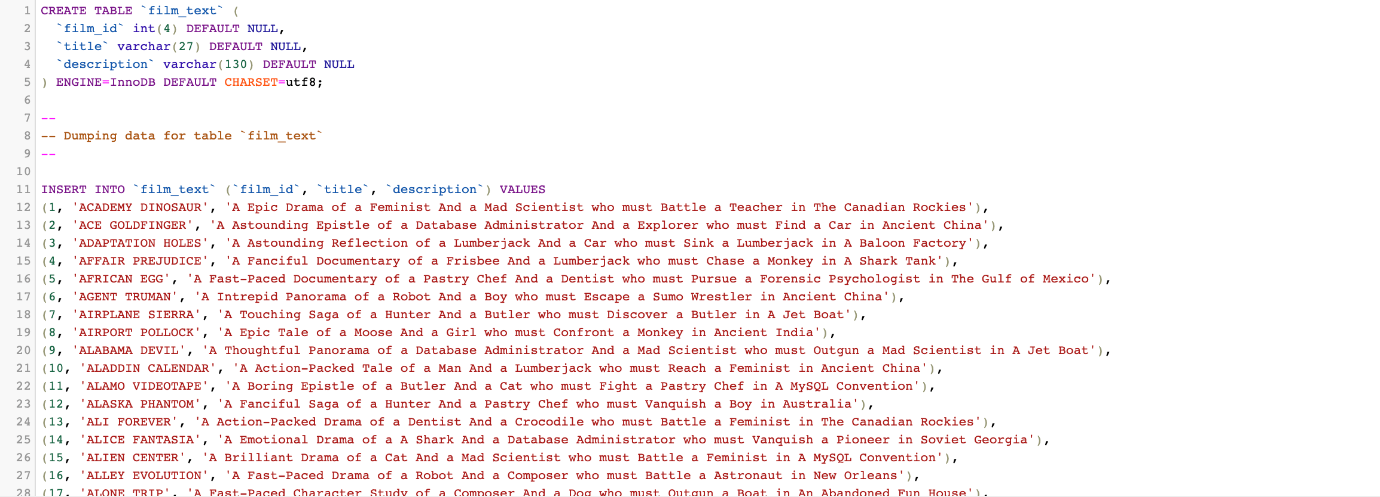 1 CREATE TABLE `film_text` (
2 `film_id` int(4) DEFAULT NULL,
3 `title` varchar(27) DEFAULT NULL,
4 `description` varchar(130) DEFAULT NULL
5 ) ENGINE=InnoDB DEFAULT CHARSET=utf8;
6
7 --
8 -- Dumping data for table `film_text`
9 --
10
11 INSERT INTO `film_text` (`film_id`, `title`, `description`) VALUES
12 (1, 'ACADEMY DINOSAUR', 'A Epic Drama of a Feminist And a Mad Scientist who must Battle a Teacher in The Canadian Rockies'),
13 (2, 'ACE GOLDFINGER', 'A Astounding Epistle of a Database Administrator And a Explorer who must Find a Car in Ancient China'),
14 (3, 'ADAPTATION HOLES', 'A Astounding Reflection of a Lumberjack And a Car who must Sink a Lumberjack in A Baloon Factory'),
15 (4, 'AFFAIR PREJUDICE', 'A Fanciful Documentary of a Frisbee And a Lumberjack who must Chase a Monkey in A Shark Tank'),
16 (5, 'AFRICAN EGG', 'A Fast-Paced Documentary of a Pastry Chef And a Dentist who must Pursue a Forensic Psychologist in The Gulf of Mexico'),
17 (6, 'AGENT TRUMAN', 'A Intrepid Panorama of a Robot And a Boy who must Escape a Sumo Wrestler in Ancient China'),
18 (7, 'AIRPLANE SIERRA', 'A Touching Saga of a Hunter And a Butler who must Discover a Butler in A Jet Boat'),
19 (8, 'AIRPORT POLLOCK', 'A Epic Tale of a Moose And a Girl who must Confront a Monkey in Ancient India'),
20 (9, 'ALABAMA DEVIL', 'A Thoughtful Panorama of a Database Administrator And a Mad Scientist who must Outgun a Mad Scientist in A Jet Boat'),
21 (10, 'ALADDIN CALENDAR', 'A Action-Packed Tale of a Man And a Lumberjack who must Reach a Feminist in Ancient China'),
22 (11, 'ALAMO VIDEOTAPE', 'A Boring Epistle of a Butler And a Cat who must Fight a Pastry Chef in A MySQL Convention'),
23 (12, 'ALASKA PHANTOM', 'A Fanciful Saga of a Hunter And a Pastry Chef who must Vanquish a Boy in Australia'),
24 (13, 'ALI FOREVER', 'A Action-Packed Drama of a Dentist And a Crocodile who must Battle a Feminist in The Canadian Rockies'),
25 (14, 'ALICE FANTASIA', 'A Emotional Drama of a A Shark And a Database Administrator who must Vanquish a Pioneer in Soviet Georgia'),
26 (15, 'ALIEN CENTER', 'A Brilliant Drama of a Cat And a Mad Scientist who must Battle a Feminist in A MySQL Convention'),
27 (16, 'ALLEY EVOLUTION', 'A Fast-Paced Drama of a Robot And a Composer who must Battle a Astronaut in New Orleans'),
28 (17, 'ALONE TRIP', 'A Fast-Paced Character Study of a Composer And a Dog who must Outgun a Boat in An Abandoned Fun House'),